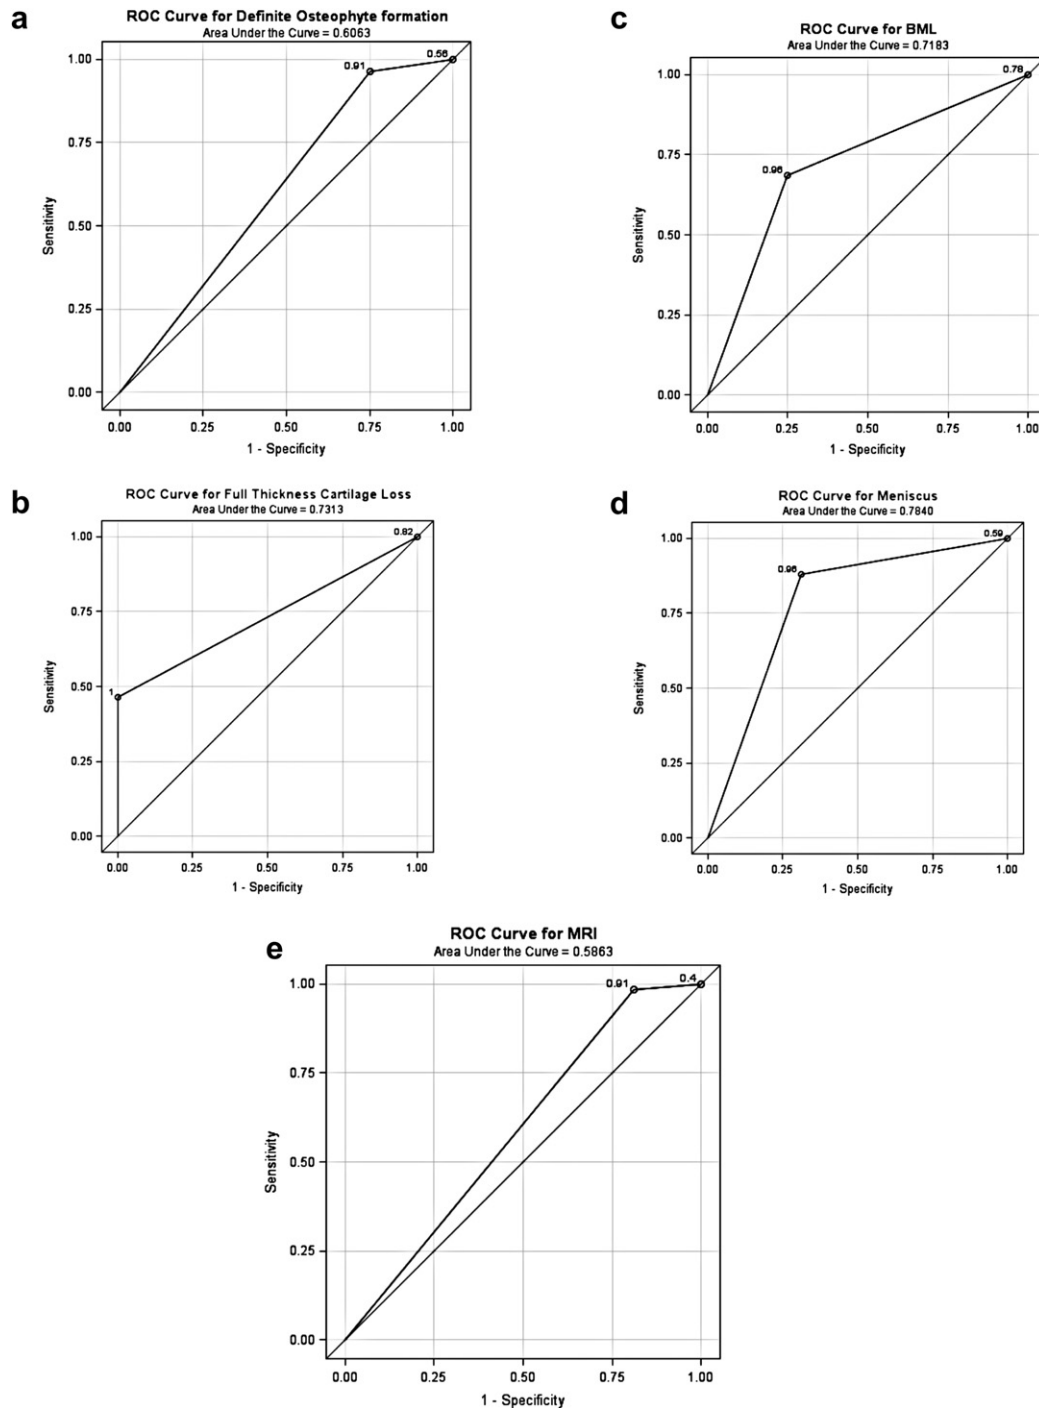 a
ROC Curve for Definite Osteophyte formation
Area Under the Curve = 0.6063
0.56
0.91
1.00
0.75
0.50
0.25
0.00
Sensitivity
0.00 0.25 0.50 0.75 1.00
1 - Specificity
b
ROC Curve for Full Thickness Cartilage Loss
Area Under the Curve = 0.7313
0.82
1
1.00
0.75
0.50
0.25
0.00
Sensitivity
0.00 0.25 0.50 0.75 1.00
1 - Specificity
c
ROC Curve for BML
Area Under the Curve = 0.7183
0.78
0.96
1.00
0.75
0.50
0.25
0.00
Sensitivity
0.00 0.25 0.50 0.75 1.00
1 - Specificity
d
ROC Curve for Meniscus
Area Under the Curve = 0.7840
0.59
0.96
1.00
0.75
0.50
0.25
0.00
Sensitivity
0.00 0.25 0.50 0.75 1.00
1 - Specificity
e
ROC Curve for MRI
Area Under the Curve = 0.5863
0.4
0.91
1.00
0.75
0.50
0.25
0.00
Sensitivity
0.00 0.25 0.50 0.75 1.00
1 - Specificity